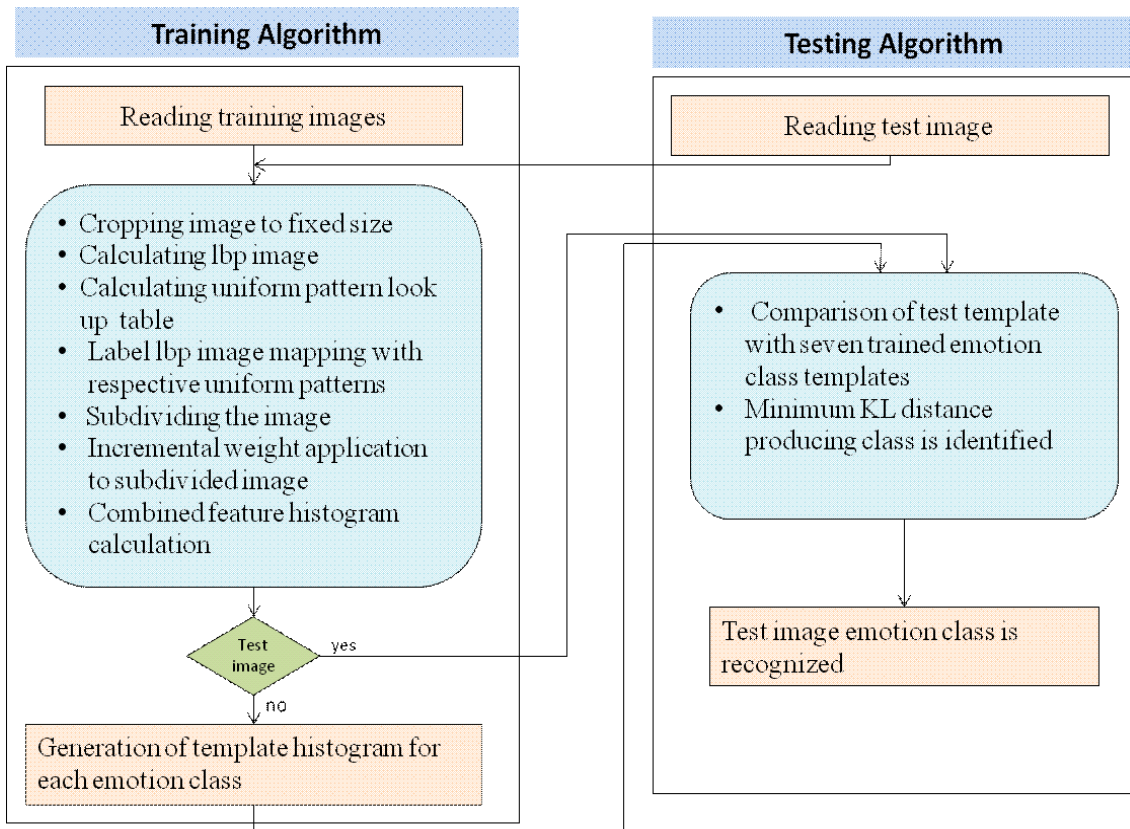 Training Algorithm
Reading training images
• Cropping image to fixed size
• Calculating lbp image
• Calculating uniform pattern look
up table
• Label lbp image mapping with
respective uniform patterns
• Subdividing the image
• Incremental weight application
to subdivided image
• Combined feature histogram
calculation
Test
image
yes
no
Generation of template histogram for
each emotion class
Testing Algorithm
Reading test image
• Comparison of test template
with seven trained emotion
class templates
• Minimum KL distance
producing class is identified
Test image emotion class is
recognized